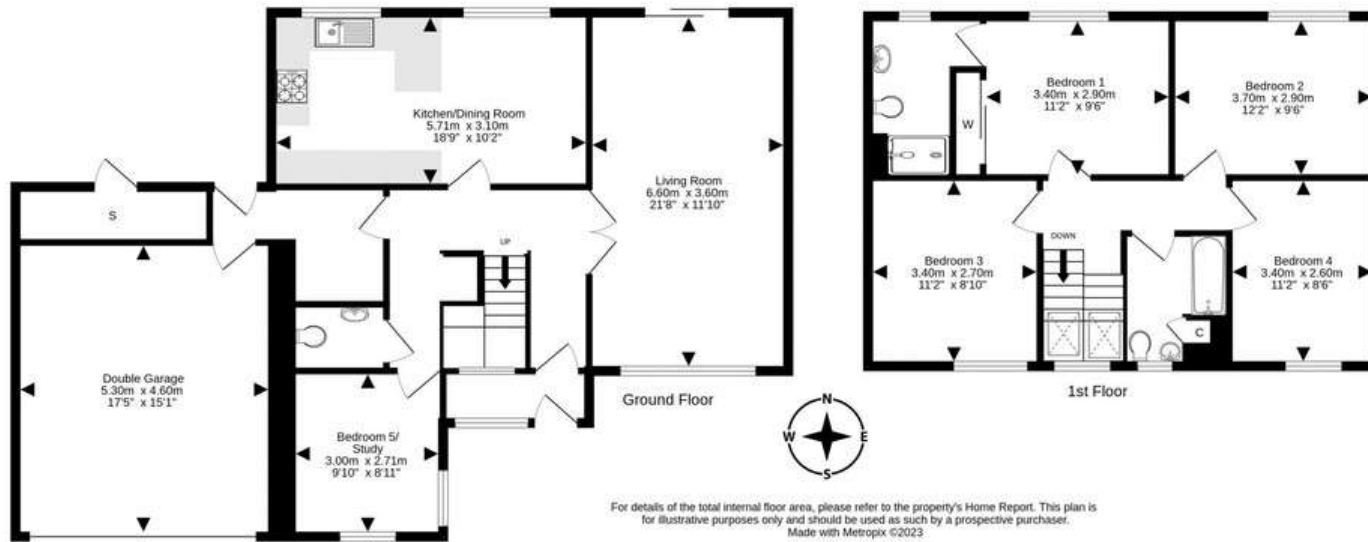 Kitchen/Dining Room
5.71m x 3.10m
18'9" x 10'2"
Living Room
6.60m x 3.60m
21'8" x 11'10"
S
UP
Double Garage
5.30m x 4.60m
17'5" x 15'1"
Bedroom 5/
Study
3.00m x 2.71m
9'10" x 8'11"
Ground Floor
Bedroom 1
3.40m x 2.90m
11'2" x 9'6"
Bedroom 2
3.70m x 2.90m
12'2" x 9'6"
W
DOWN
Bedroom 3
3.40m x 2.70m
11'2" x 8'10"
Bedroom 4
3.40m x 2.60m
11'2" x 8'6"
C
1st Floor
N
W
E
S
For details of the total internal floor area, please refer to the property's Home Report. This plan is
for illustrative purposes only and should be used as such by a prospective purchaser.
Made with Metropix ©2023